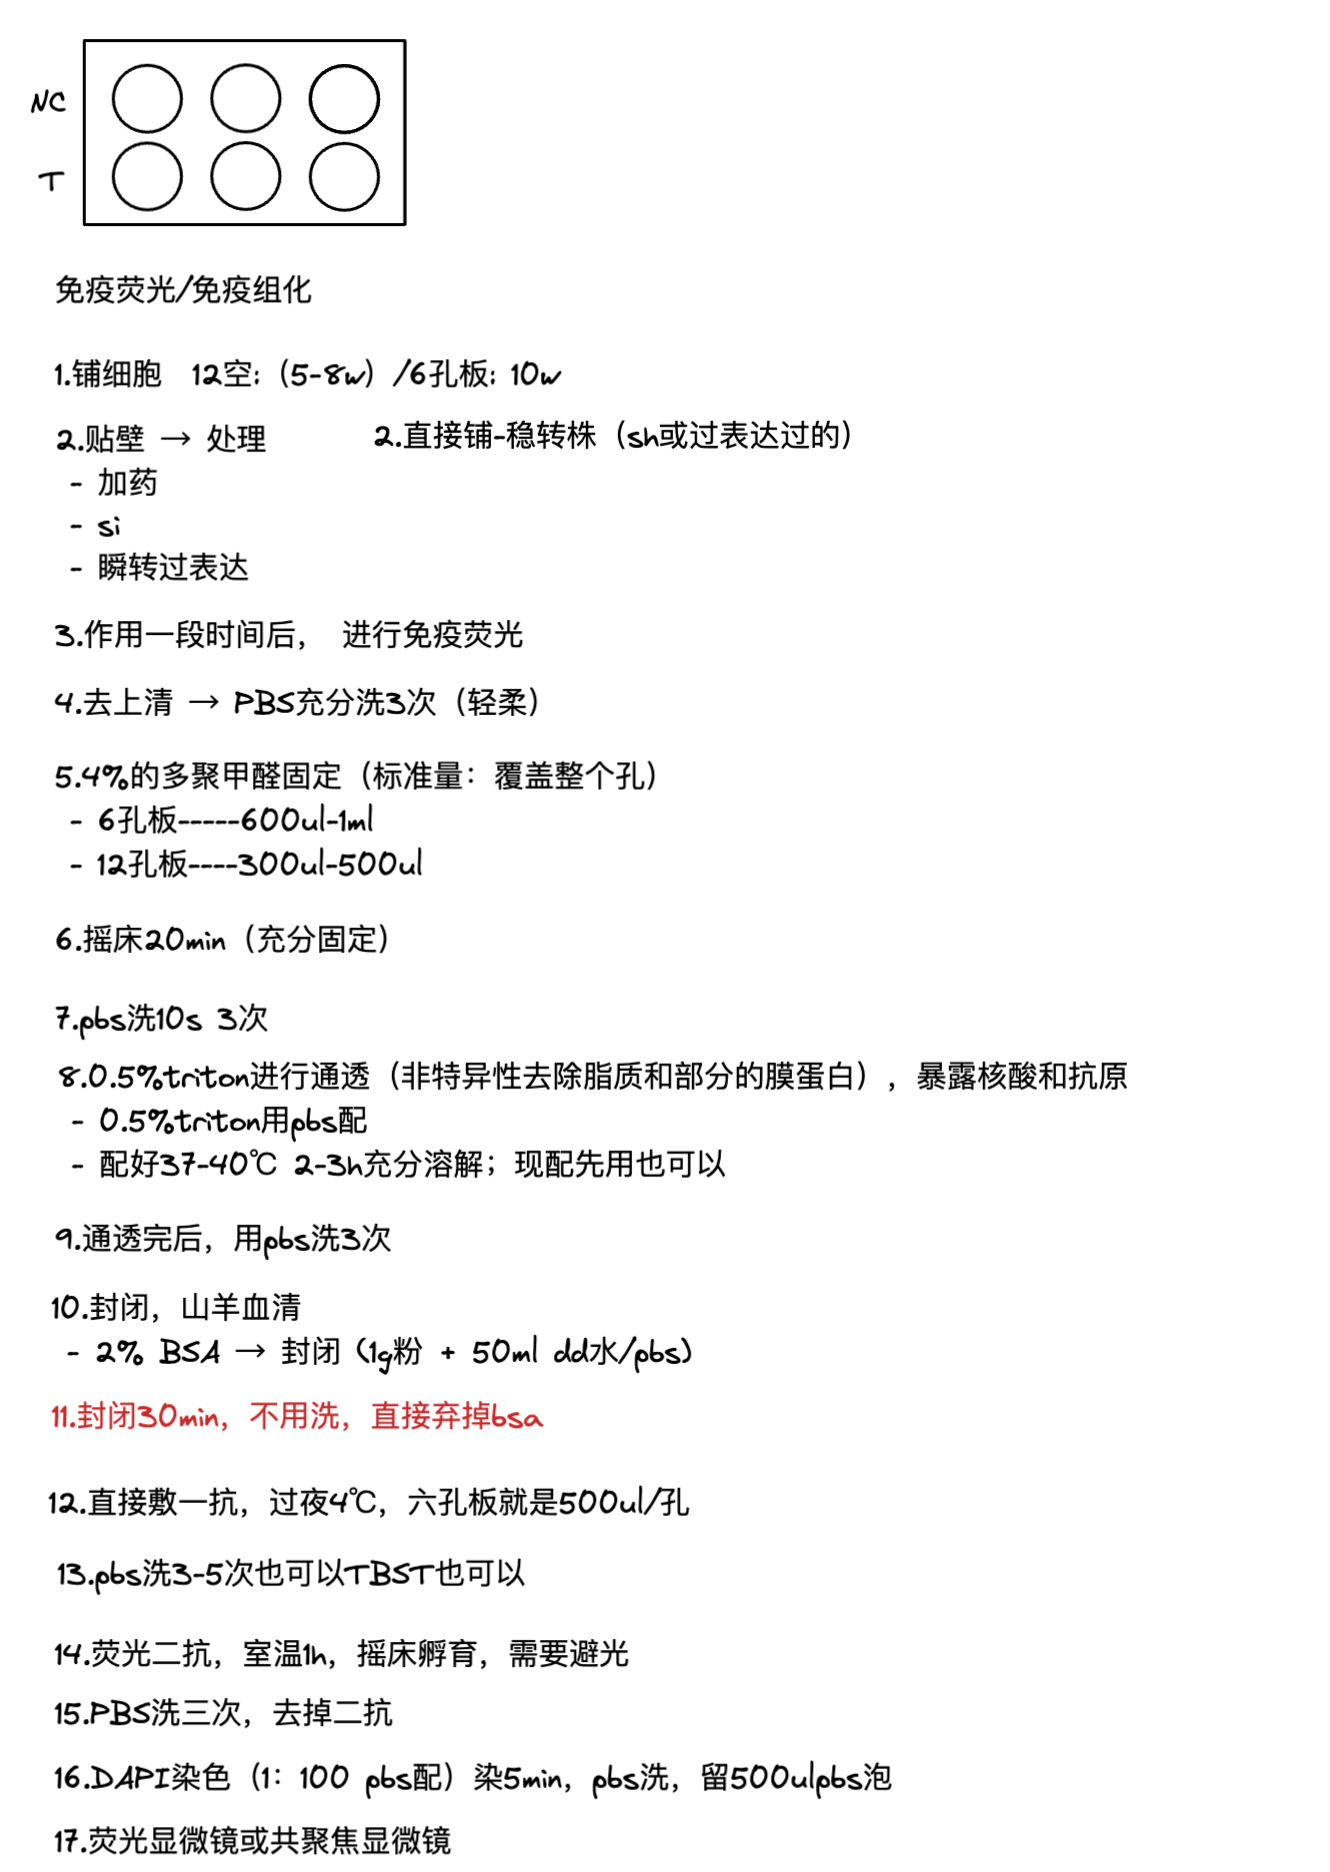 NC
T
免疫荧光/免疫组化
1.铺细胞 12空：（5-8w）/6孔板：10w
2.贴壁 → 处理 2.直接铺-稳转株（sh或过表达过的）
- 加药
- si
- 瞬转过表达
3.作用一段时间后， 进行免疫荧光
4.去上清 → PBS充分洗3次（轻柔）
5.4%的多聚甲醛固定（标准量：覆盖整个孔）
- 6孔板-----600ul-1ml
- 12孔板----300ul-500ul
6.摇床20min（充分固定）
7.pbs洗10s 3次
8.0.5%triton进行通透（非特异性去除脂质和部分的膜蛋白），暴露核酸和抗原
- 0.5%triton用pbs配
- 配好37-40℃ 2-3h充分溶解；现配先用也可以
9.通透完后，用pbs洗3次
10.封闭，山羊血清
- 2% BSA → 封闭（1g粉 + 50ml dd水/pbs）
11.封闭30min，不用洗，直接弃掉bsa
12.直接敷一抗，过夜4℃，六孔板就是500ul/孔
13.pbs洗3-5次也可以TBST也可以
14.荧光二抗，室温1h，摇床孵育，需要避光
15.PBS洗三次，去掉二抗
16.DAPI染色（1：100 pbs配）染5min，pbs洗，留500ulpbs泡
17.荧光显微镜或共聚焦显微镜